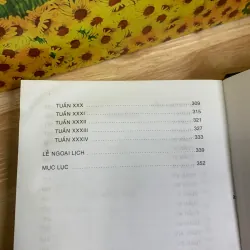 TUẦN XXX ........ 309
TUẦN XXXI ........ 315
TUẦN XXXII ........ 321
TUẦN XXXIII ........ 327
TUẦN XXXIV ........ 333
LỄ NGOẠI LỊCH ........ 339
MỤC LỤC ........ 352